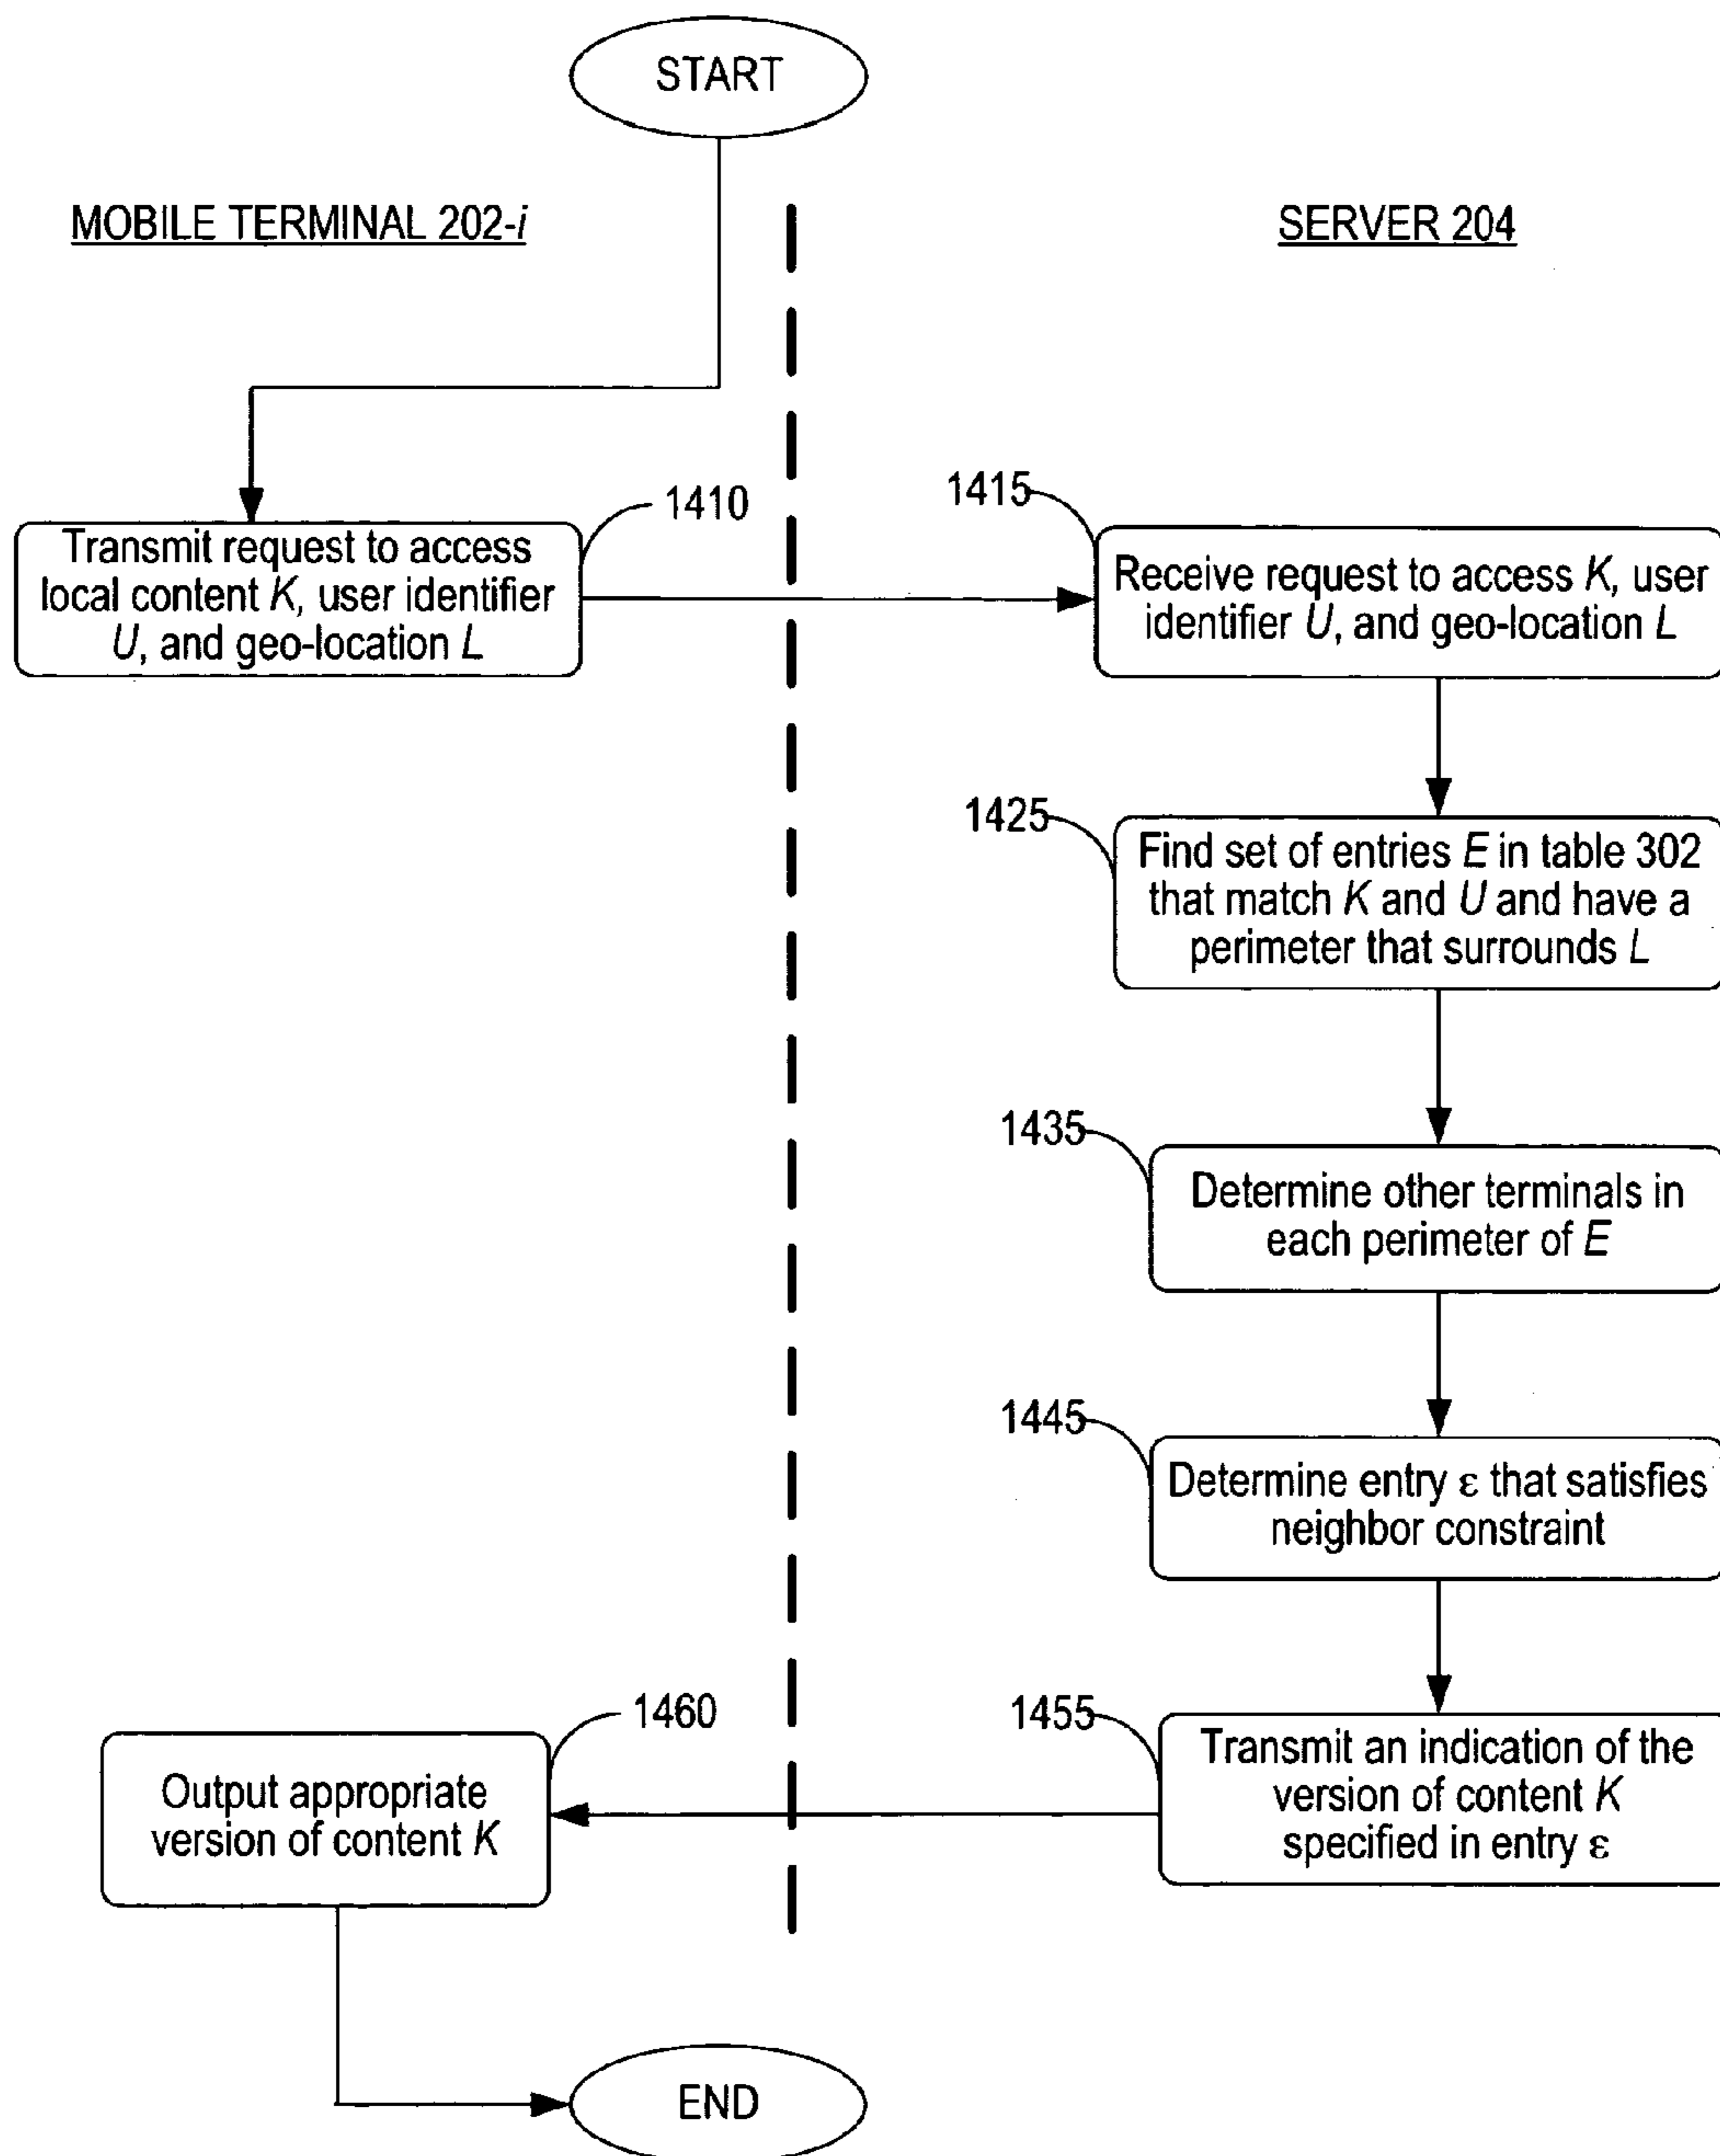 START
MOBILE TERMINAL 202-i
SERVER 204
1410
1415
Transmit request to access
local content K, user identifier
U, and geo-location L
Receive request to access K, user
identifier U, and geo-location L
1425
Find set of entries E in table 302
that match K and U and have a
perimeter that surrounds L
1435
Determine other terminals in
each perimeter of E
1445
Determine entry ε that satisfies
neighbor constraint
1460
1455
Output appropriate
version of content K
Transmit an indication of the
version of content K
specified in entry ε
END